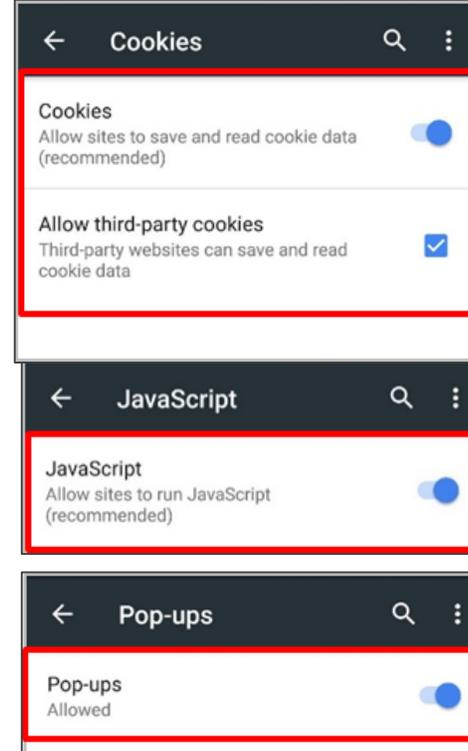 Cookies
Cookies
Allow sites to save and read cookie data
(recommended)
Allow third-party cookies
Third-party websites can save and read
cookie data
JavaScript
JavaScript
Allow sites to run JavaScript
(recommended)
Pop-ups
Pop-ups
Allowed